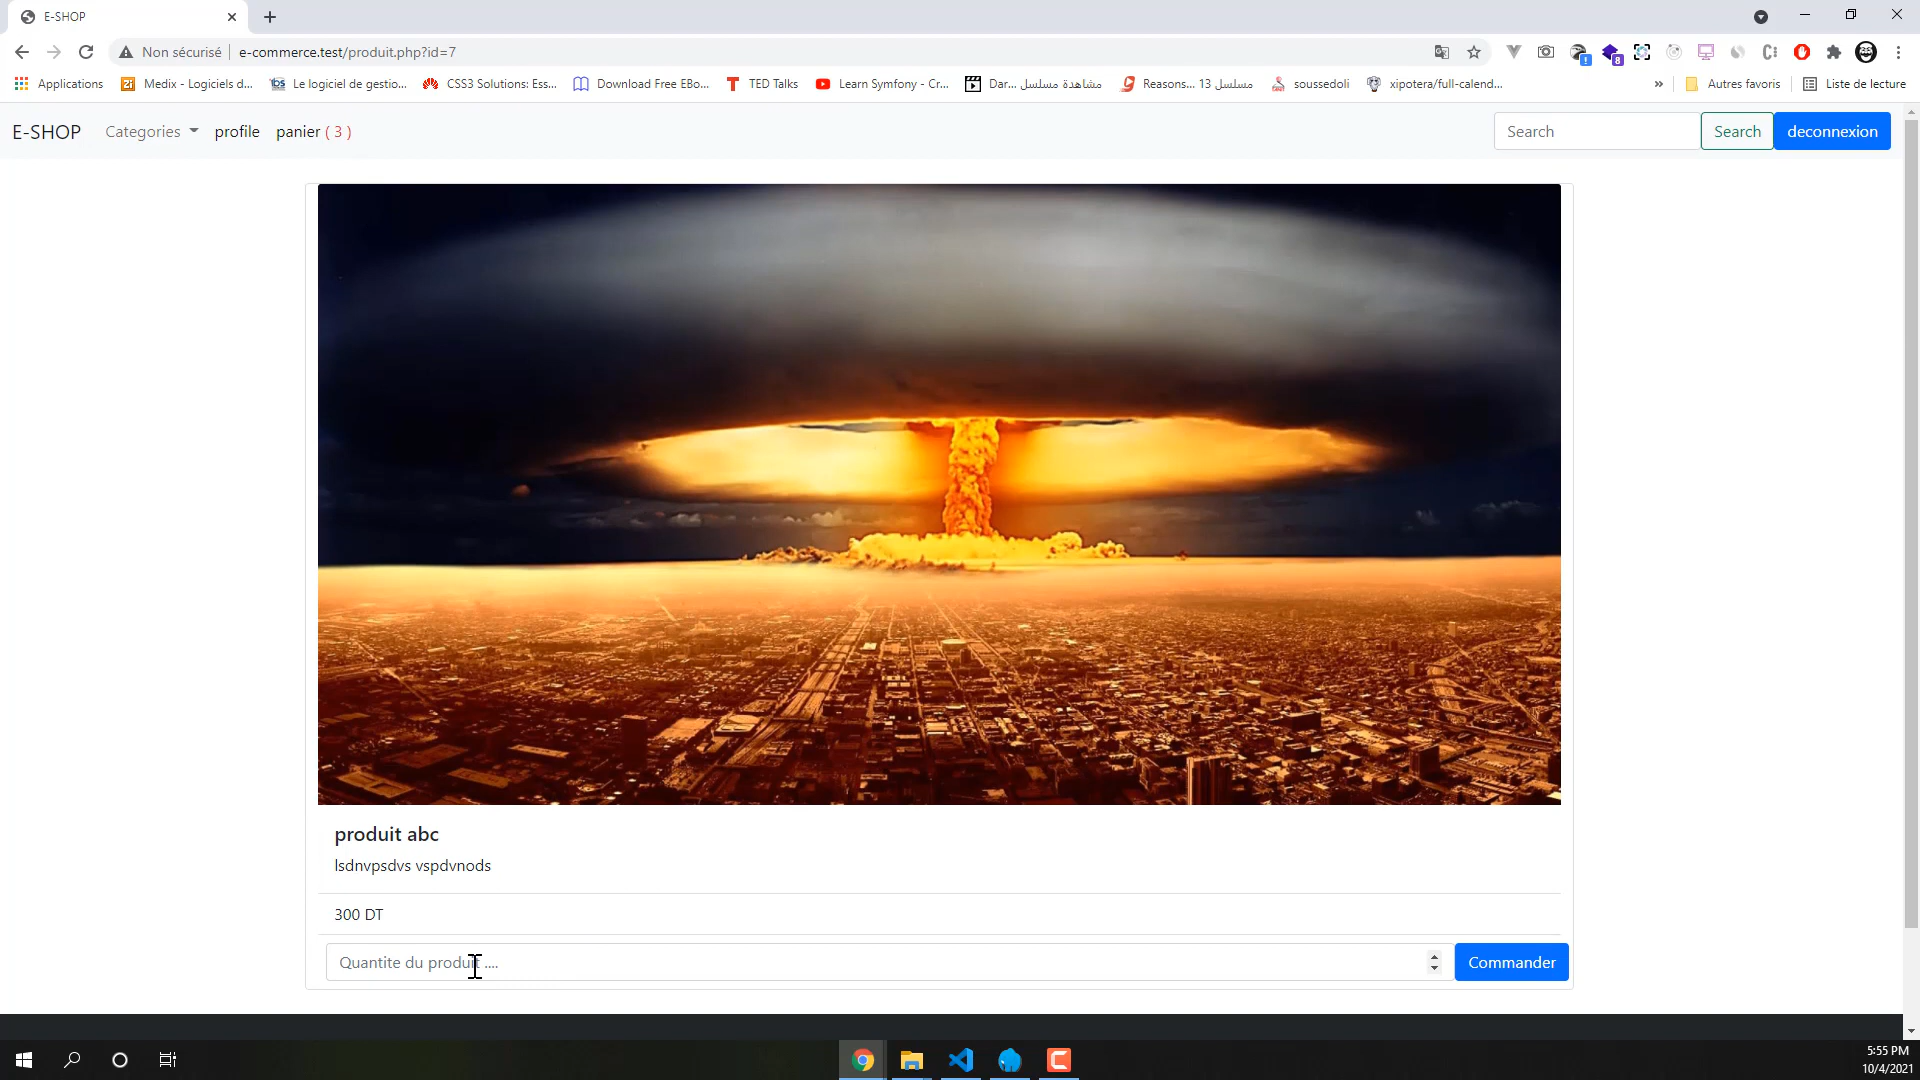 E-SHOP
Non sécurisé e-commerce.test/produit.php?id=7
Applications Medix - Logiciels d... Le logiciel de gestio... CSS3 Solutions: Ess... Download Free EBo... TED Talks Learn Symfony - Cr... Dar... مشاهدة مسلسل Reasons... 13 مسلسل soussedoli xipotera/full-calend... » Autres favoris Liste de lecture
E-SHOP Categories profile panier ( 3 ) Search Search deconnexion
produit abc
lsdnvpsdvs vspdvnods
300 DT
Quantite du produit .... Commander
5:55 PM
10/4/2021